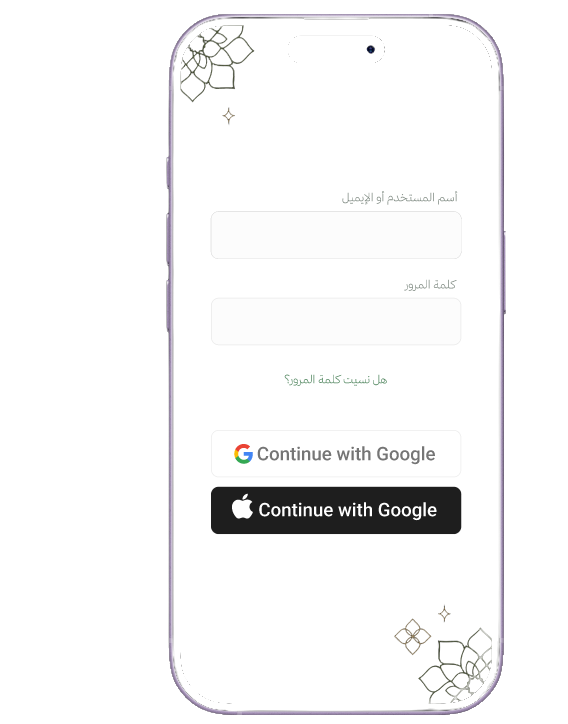 أسم المستخدم أو الإيميل
كلمة المرور
هل نسيت كلمة المرور؟
Continue with Google
Continue with Google